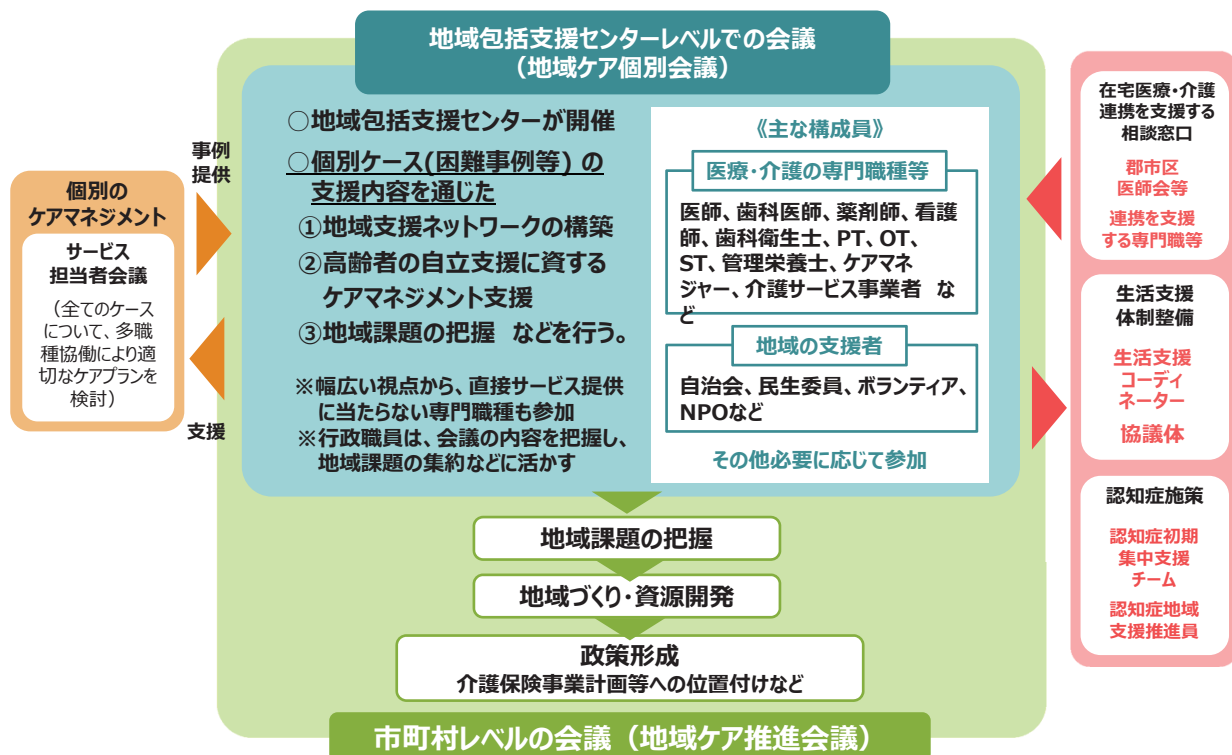 地域包括支援センターレベルでの会議
（地域ケア個別会議）
事例
提供
個別の
ケアマネジメント
サービス
担当者会議
（全てのケース
について、多職
種協働により適
切なケアプランを
検討）
支援
○地域包括支援センターが開催
○個別ケース(困難事例等）の
支援内容を通じた
①地域支援ネットワークの構築
②高齢者の自立支援に資する
ケアマネジメント支援
③地域課題の把握 などを行う。
※幅広い視点から、直接サービス提供
に当たらない専門職種も参加
※行政職員は、会議の内容を把握し、
地域課題の集約などに活かす
《主な構成員》
医療・介護の専門職種等
医師、歯科医師、薬剤師、看護
師、歯科衛生士、PT、OT、
ST、管理栄養士、ケアマネ
ジャー、介護サービス事業者 な
ど
地域の支援者
自治会、民生委員、ボランティア、
NPOなど
その他必要に応じて参加
地域課題の把握
地域づくり・資源開発
政策形成
介護保険事業計画等への位置付けなど
市町村レベルの会議（地域ケア推進会議）
在宅医療・介護
連携を支援する
相談窓口
郡市区
医師会等
連携を支援
する専門職等
生活支援
体制整備
生活支援
コーディ
ネーター
協議体
認知症施策
認知症初期
集中支援
チーム
認知症地域
支援推進員